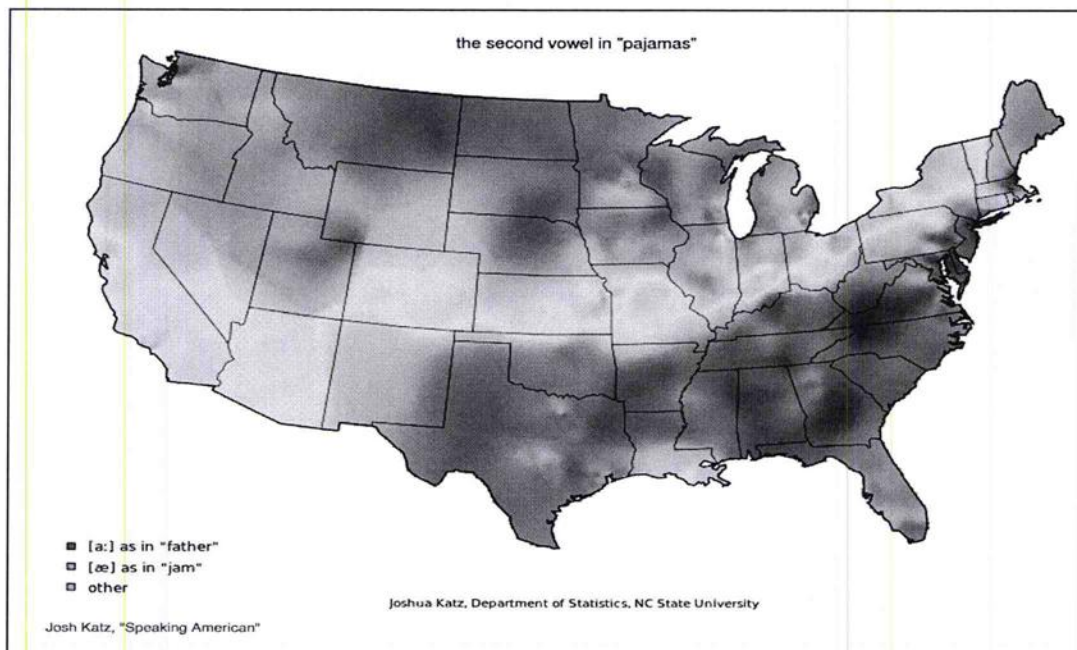 the second vowel in "pajamas"
[a:] as in "father"
[æ] as in "jam"
other
Joshua Katz, Department of Statistics, NC State University
Josh Katz, "Speaking American"